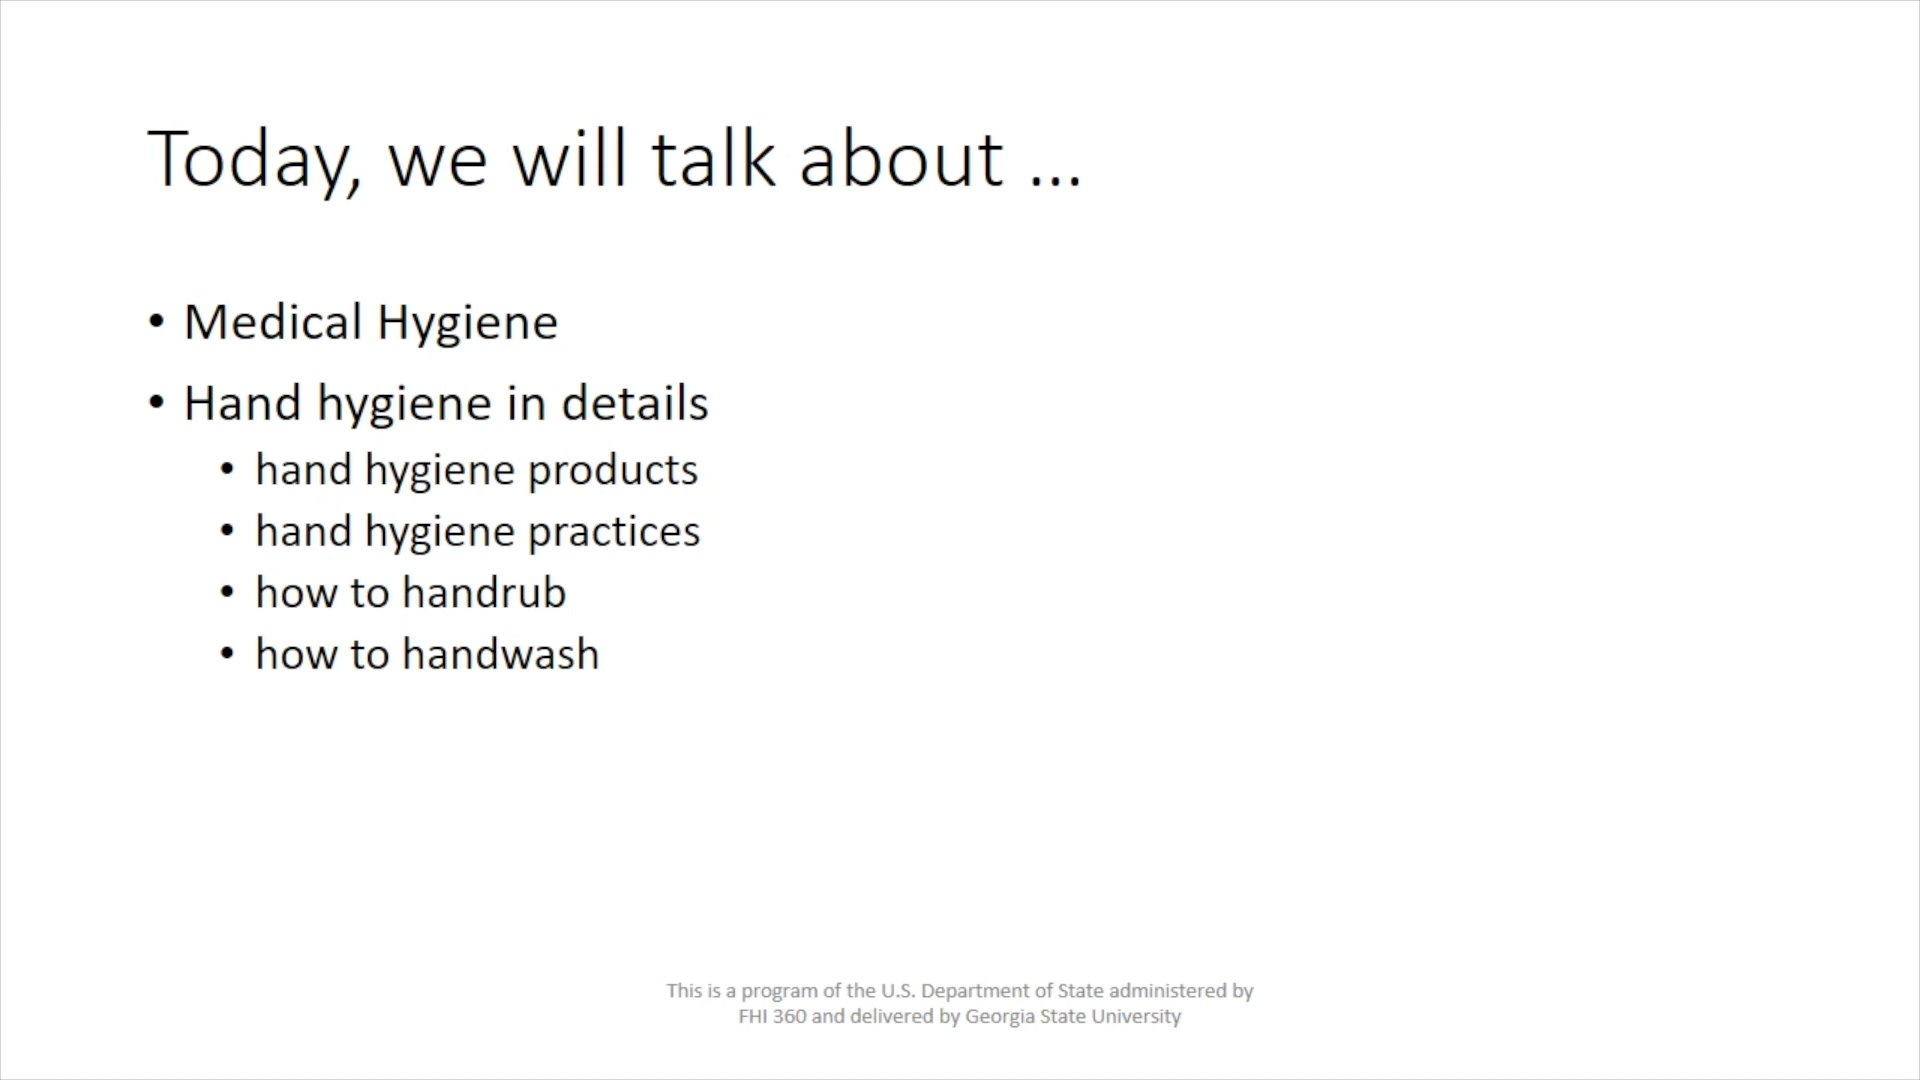 Today, we will talk about ...
• Medical Hygiene
• Hand hygiene in details
• hand hygiene products
• hand hygiene practices
• how to handrub
• how to handwash
This is a program of the U.S. Department of State administered by
FHI 360 and delivered by Georgia State University